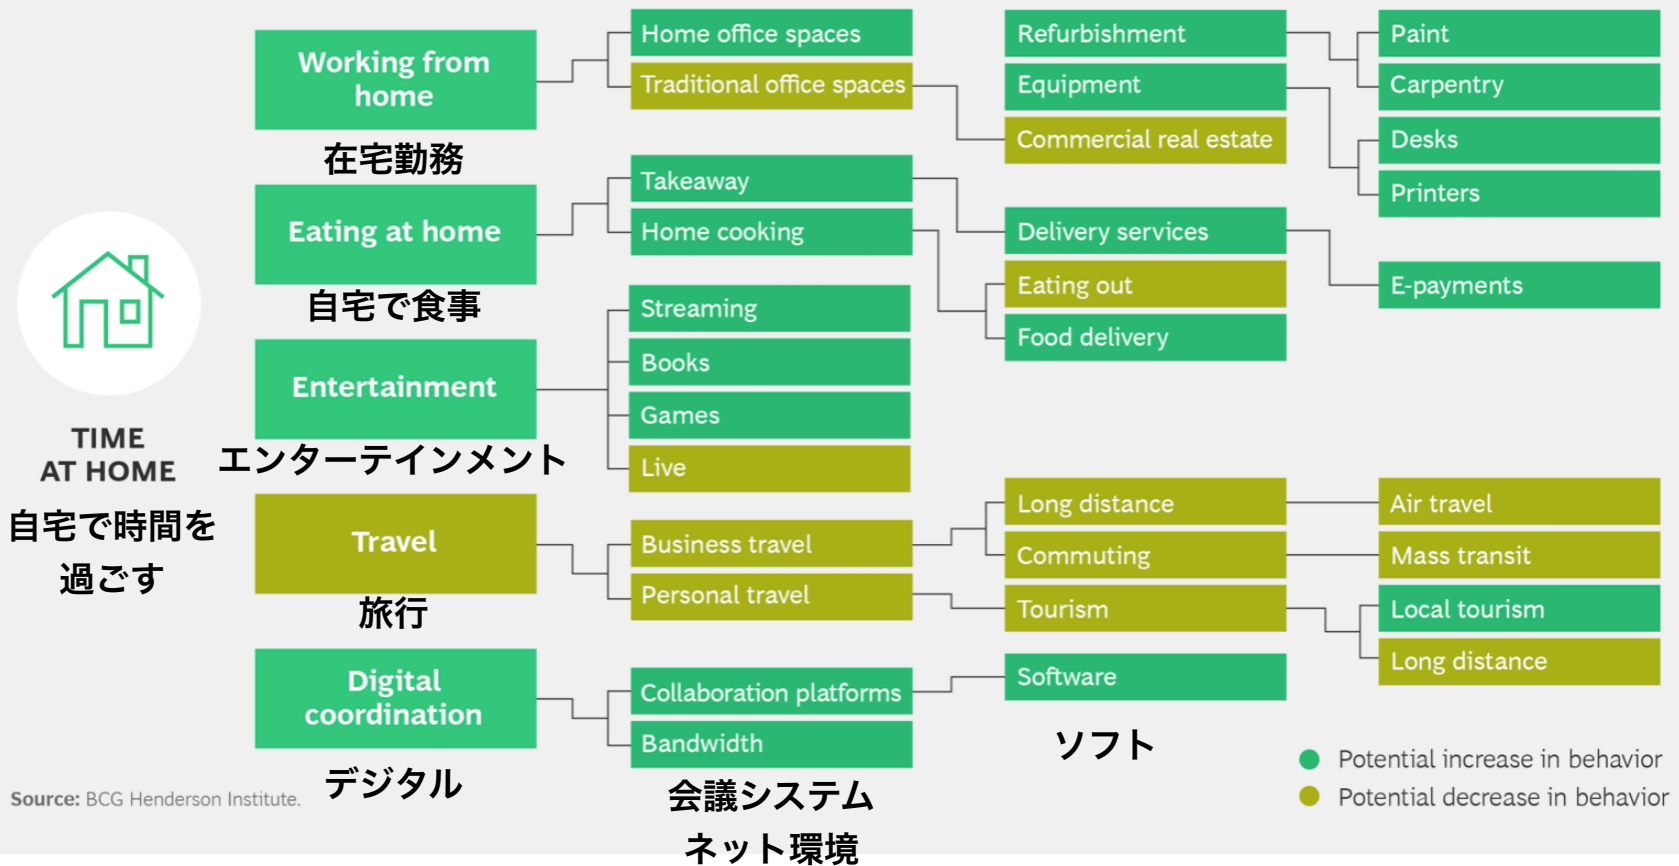 TIME
AT HOME
自宅で時間を
過ごす
Working from
home
在宅勤務
Home office spaces
Traditional office spaces
Refurbishment
Equipment
Commercial real estate
Paint
Carpentry
Desks
Printers
Eating at home
自宅で食事
Takeaway
Home cooking
Delivery services
Eating out
Food delivery
E-payments
Entertainment
エンターテインメント
Streaming
Books
Games
Live
Travel
旅行
Business travel
Personal travel
Long distance
Commuting
Tourism
Air travel
Mass transit
Local tourism
Long distance
Digital
coordination
デジタル
Collaboration platforms
Bandwidth
会議システム
ネット環境
Software
ソフト
Potential increase in behavior
Potential decrease in behavior
Source: BCG Henderson Institute.